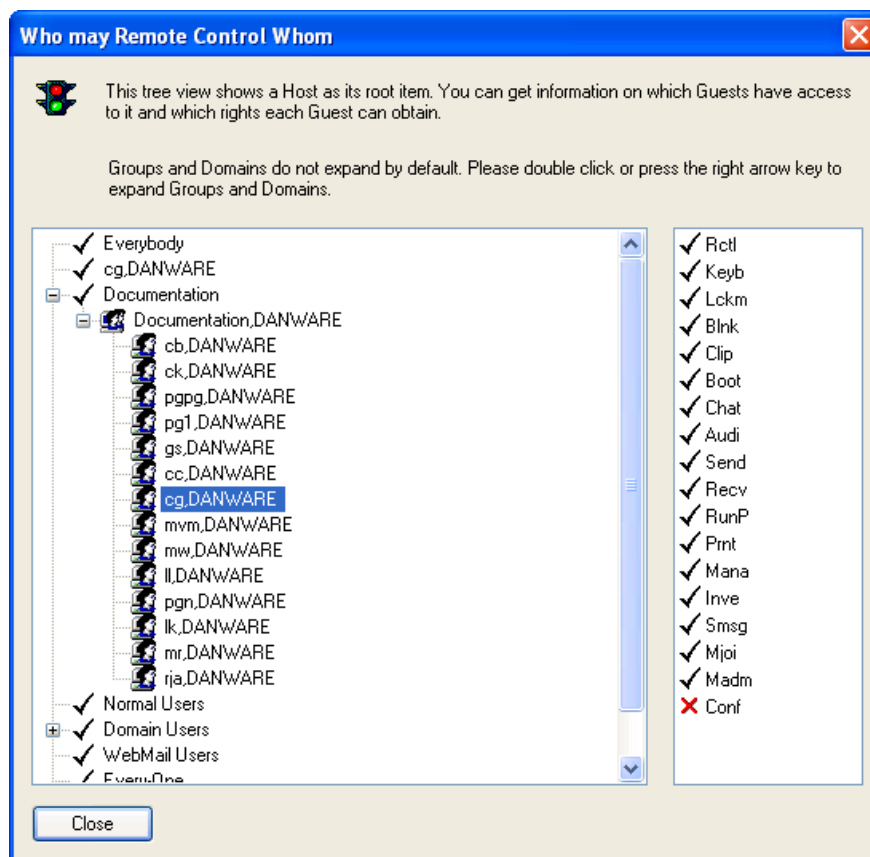 Who may Remote Control Whom
This tree view shows a Host as its root item. You can get information on which Guests have access
to it and which rights each Guest can obtain.
Groups and Domains do not expand by default. Please double click or press the right arrow key to
expand Groups and Domains.
Everybody
cg,DANWARE
Documentation
Documentation,DANWARE
cb,DANWARE
ck,DANWARE
pgpg,DANWARE
pg1,DANWARE
gs,DANWARE
cc,DANWARE
cg,DANWARE
mvm,DANWARE
mw,DANWARE
ll,DANWARE
pgn,DANWARE
lk,DANWARE
mr,DANWARE
rja,DANWARE
Normal Users
Domain Users
WebMail Users
Every-One
Rctl
Keyb
Lckm
Blnk
Clip
Boot
Chat
Audi
Send
Recv
RunP
Prnt
Mana
Inve
Smsg
Mjoi
Madm
Conf
Close